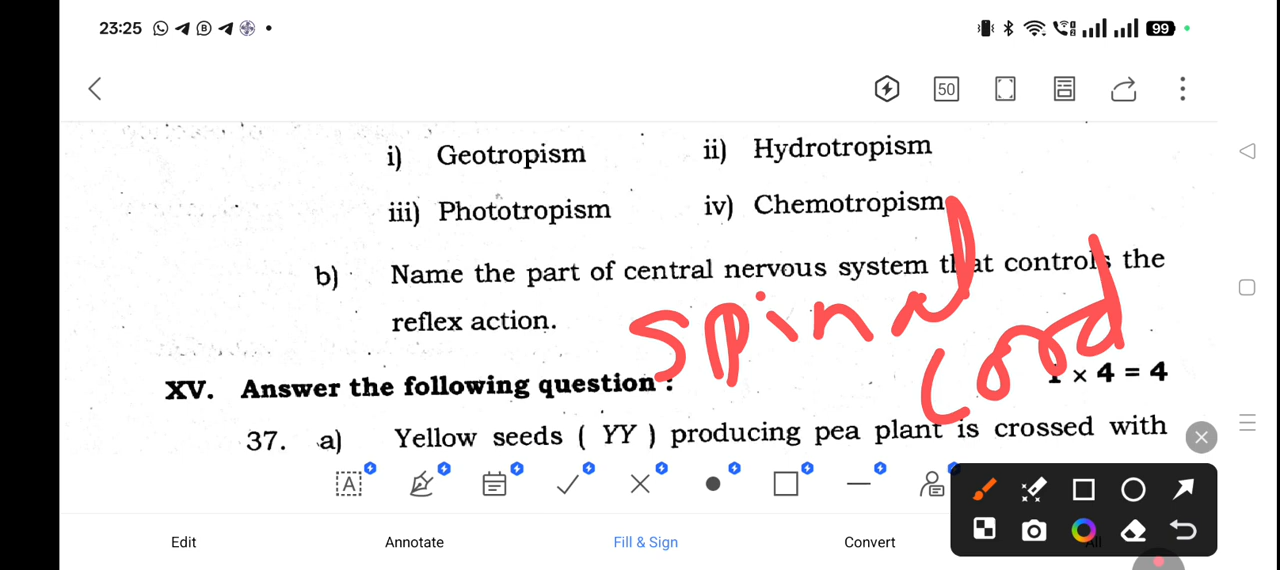 23:25
99
50
i) Geotropism ii) Hydrotropism
iii) Phototropism iv) Chemotropism
b) Name the part of central nervous system that controls the
reflex action.
spinal
cord
XV. Answer the following question : 1 × 4 = 4
37. a) Yellow seeds ( YY ) producing pea plant is crossed with
A
Edit Annotate Fill & Sign Convert All